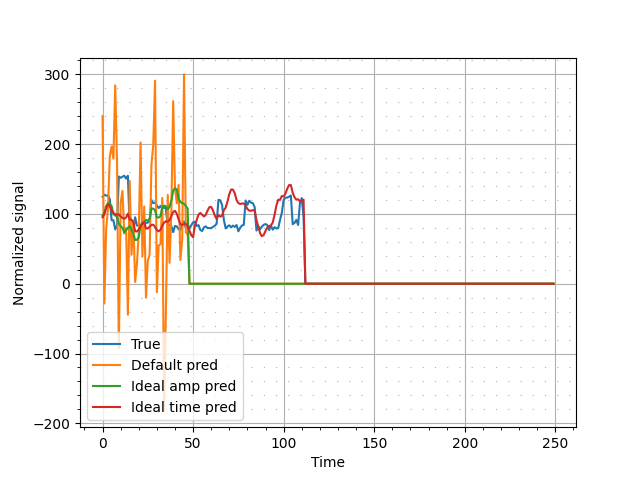 300
200
100
0
−100
−200
Normalized signal
True
Default pred
Ideal amp pred
Ideal time pred
0
50
100
150
200
250
Time